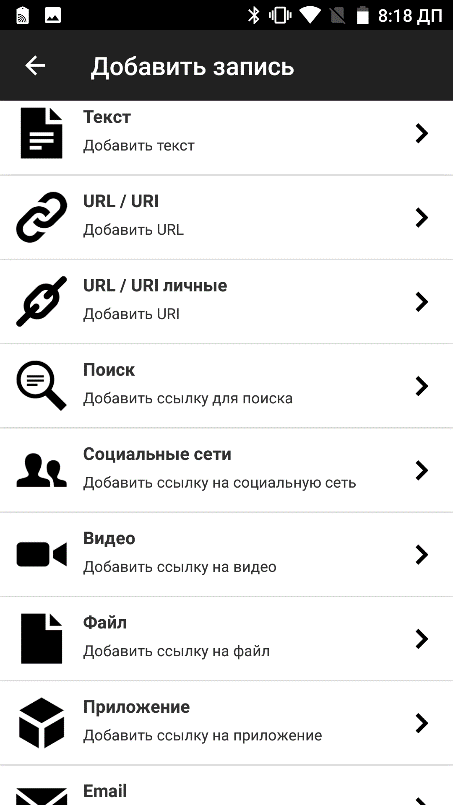 8:18 ДП
Добавить запись
Текст
Добавить текст
URL / URI
Добавить URL
URL / URI личные
Добавить URI
Поиск
Добавить ссылку для поиска
Социальные сети
Добавить ссылку на социальную сеть
Видео
Добавить ссылку на видео
Файл
Добавить ссылку на файл
Приложение
Добавить ссылку на приложение
Email